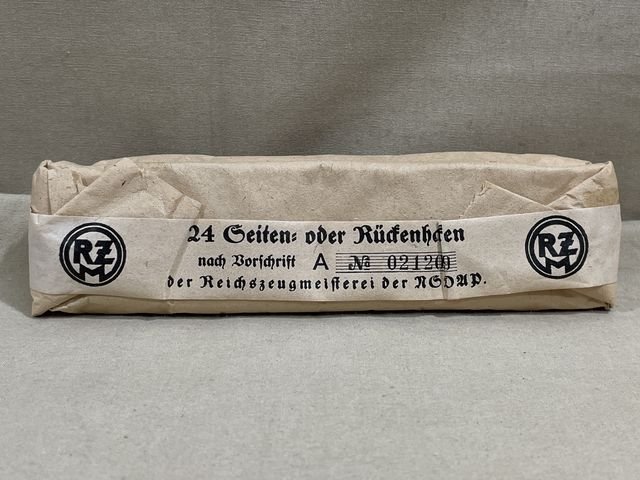 RZM
24 Seiten= oder Rückenhaken
nach Vorschrift A № 021200
der Reichszeugmeisterei der NSDAP.
RZM